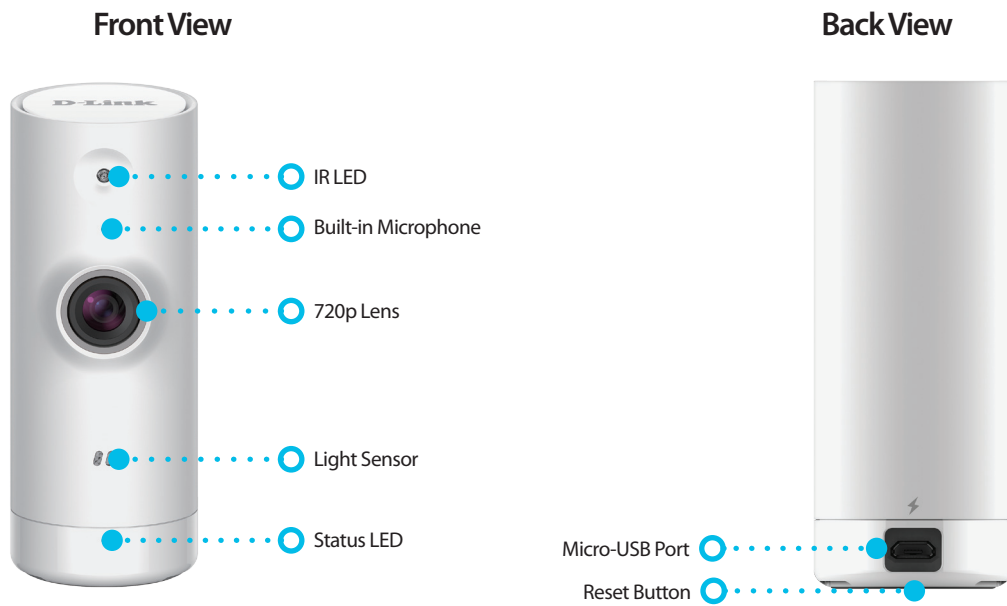 Front View
Back View
D-Link
IR LED
Built-in Microphone
720p Lens
Light Sensor
Status LED
Micro-USB Port
Reset Button